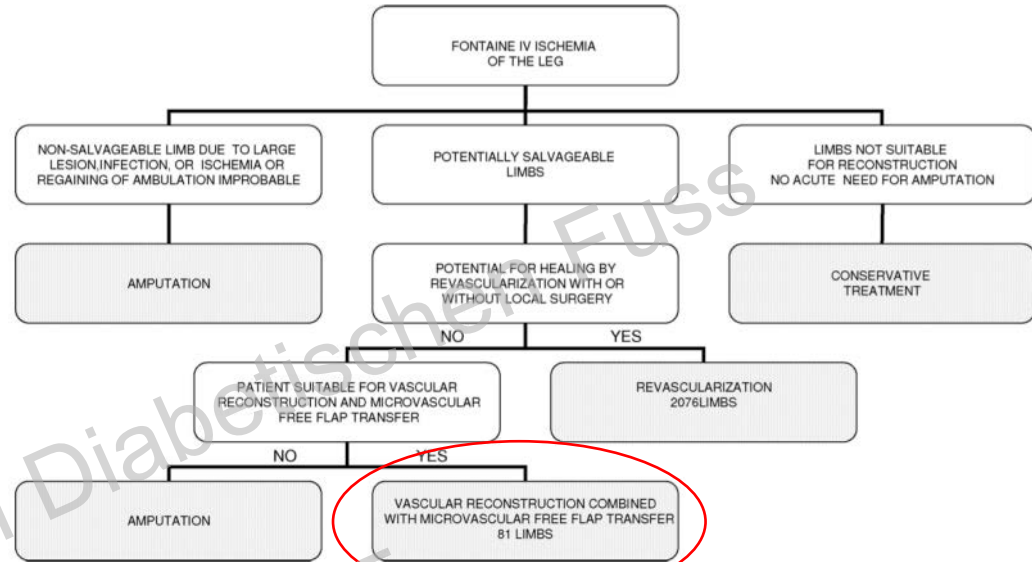 FONTAINE IV ISCHEMIA
OF THE LEG
NON-SALVAGEABLE LIMB DUE TO LARGE
LESION,INFECTION, OR ISCHEMIA OR
REGAINING OF AMBULATION IMPROBABLE
POTENTIALLY SALVAGEABLE
LIMBS
LIMBS NOT SUITABLE
FOR RECONSTRUCTION
NO ACUTE NEED FOR AMPUTATION
AMPUTATION
POTENTIAL FOR HEALING BY
REVASCULARIZATION WITH OR
WITHOUT LOCAL SURGERY
CONSERVATIVE
TREATMENT
NO
YES
PATIENT SUITABLE FOR VASCULAR
RECONSTRUCTION AND MICROVASCULAR
FREE FLAP TRANSFER
REVASCULARIZATION
2076LIMBS
NO
YES
AMPUTATION
VASCULAR RECONSTRUCTION COMBINED
WITH MICROVASCULAR FREE FLAP TRANSFER
81 LIMBS
Diabetischen Fuss